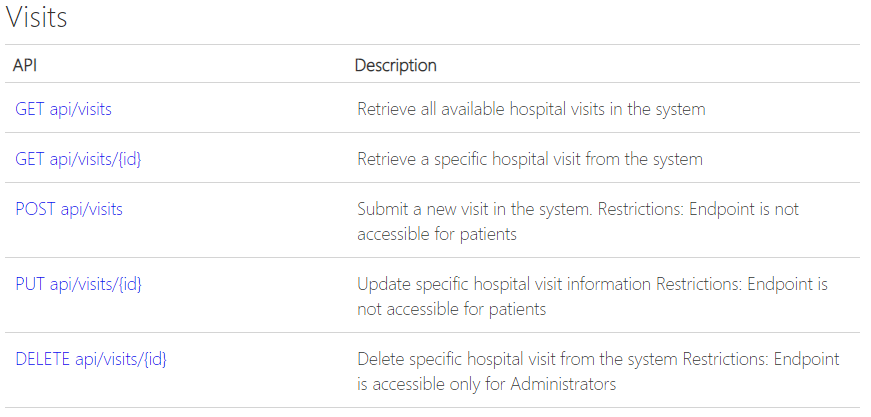 Visits
API Description
GET api/visits Retrieve all available hospital visits in the system
GET api/visits/{id} Retrieve a specific hospital visit from the system
POST api/visits Submit a new visit in the system. Restrictions: Endpoint is not
accessible for patients
PUT api/visits/{id} Update specific hospital visit information Restrictions: Endpoint is
not accessible for patients
DELETE api/visits/{id} Delete specific hospital visit from the system Restrictions: Endpoint
is accessible only for Administrators